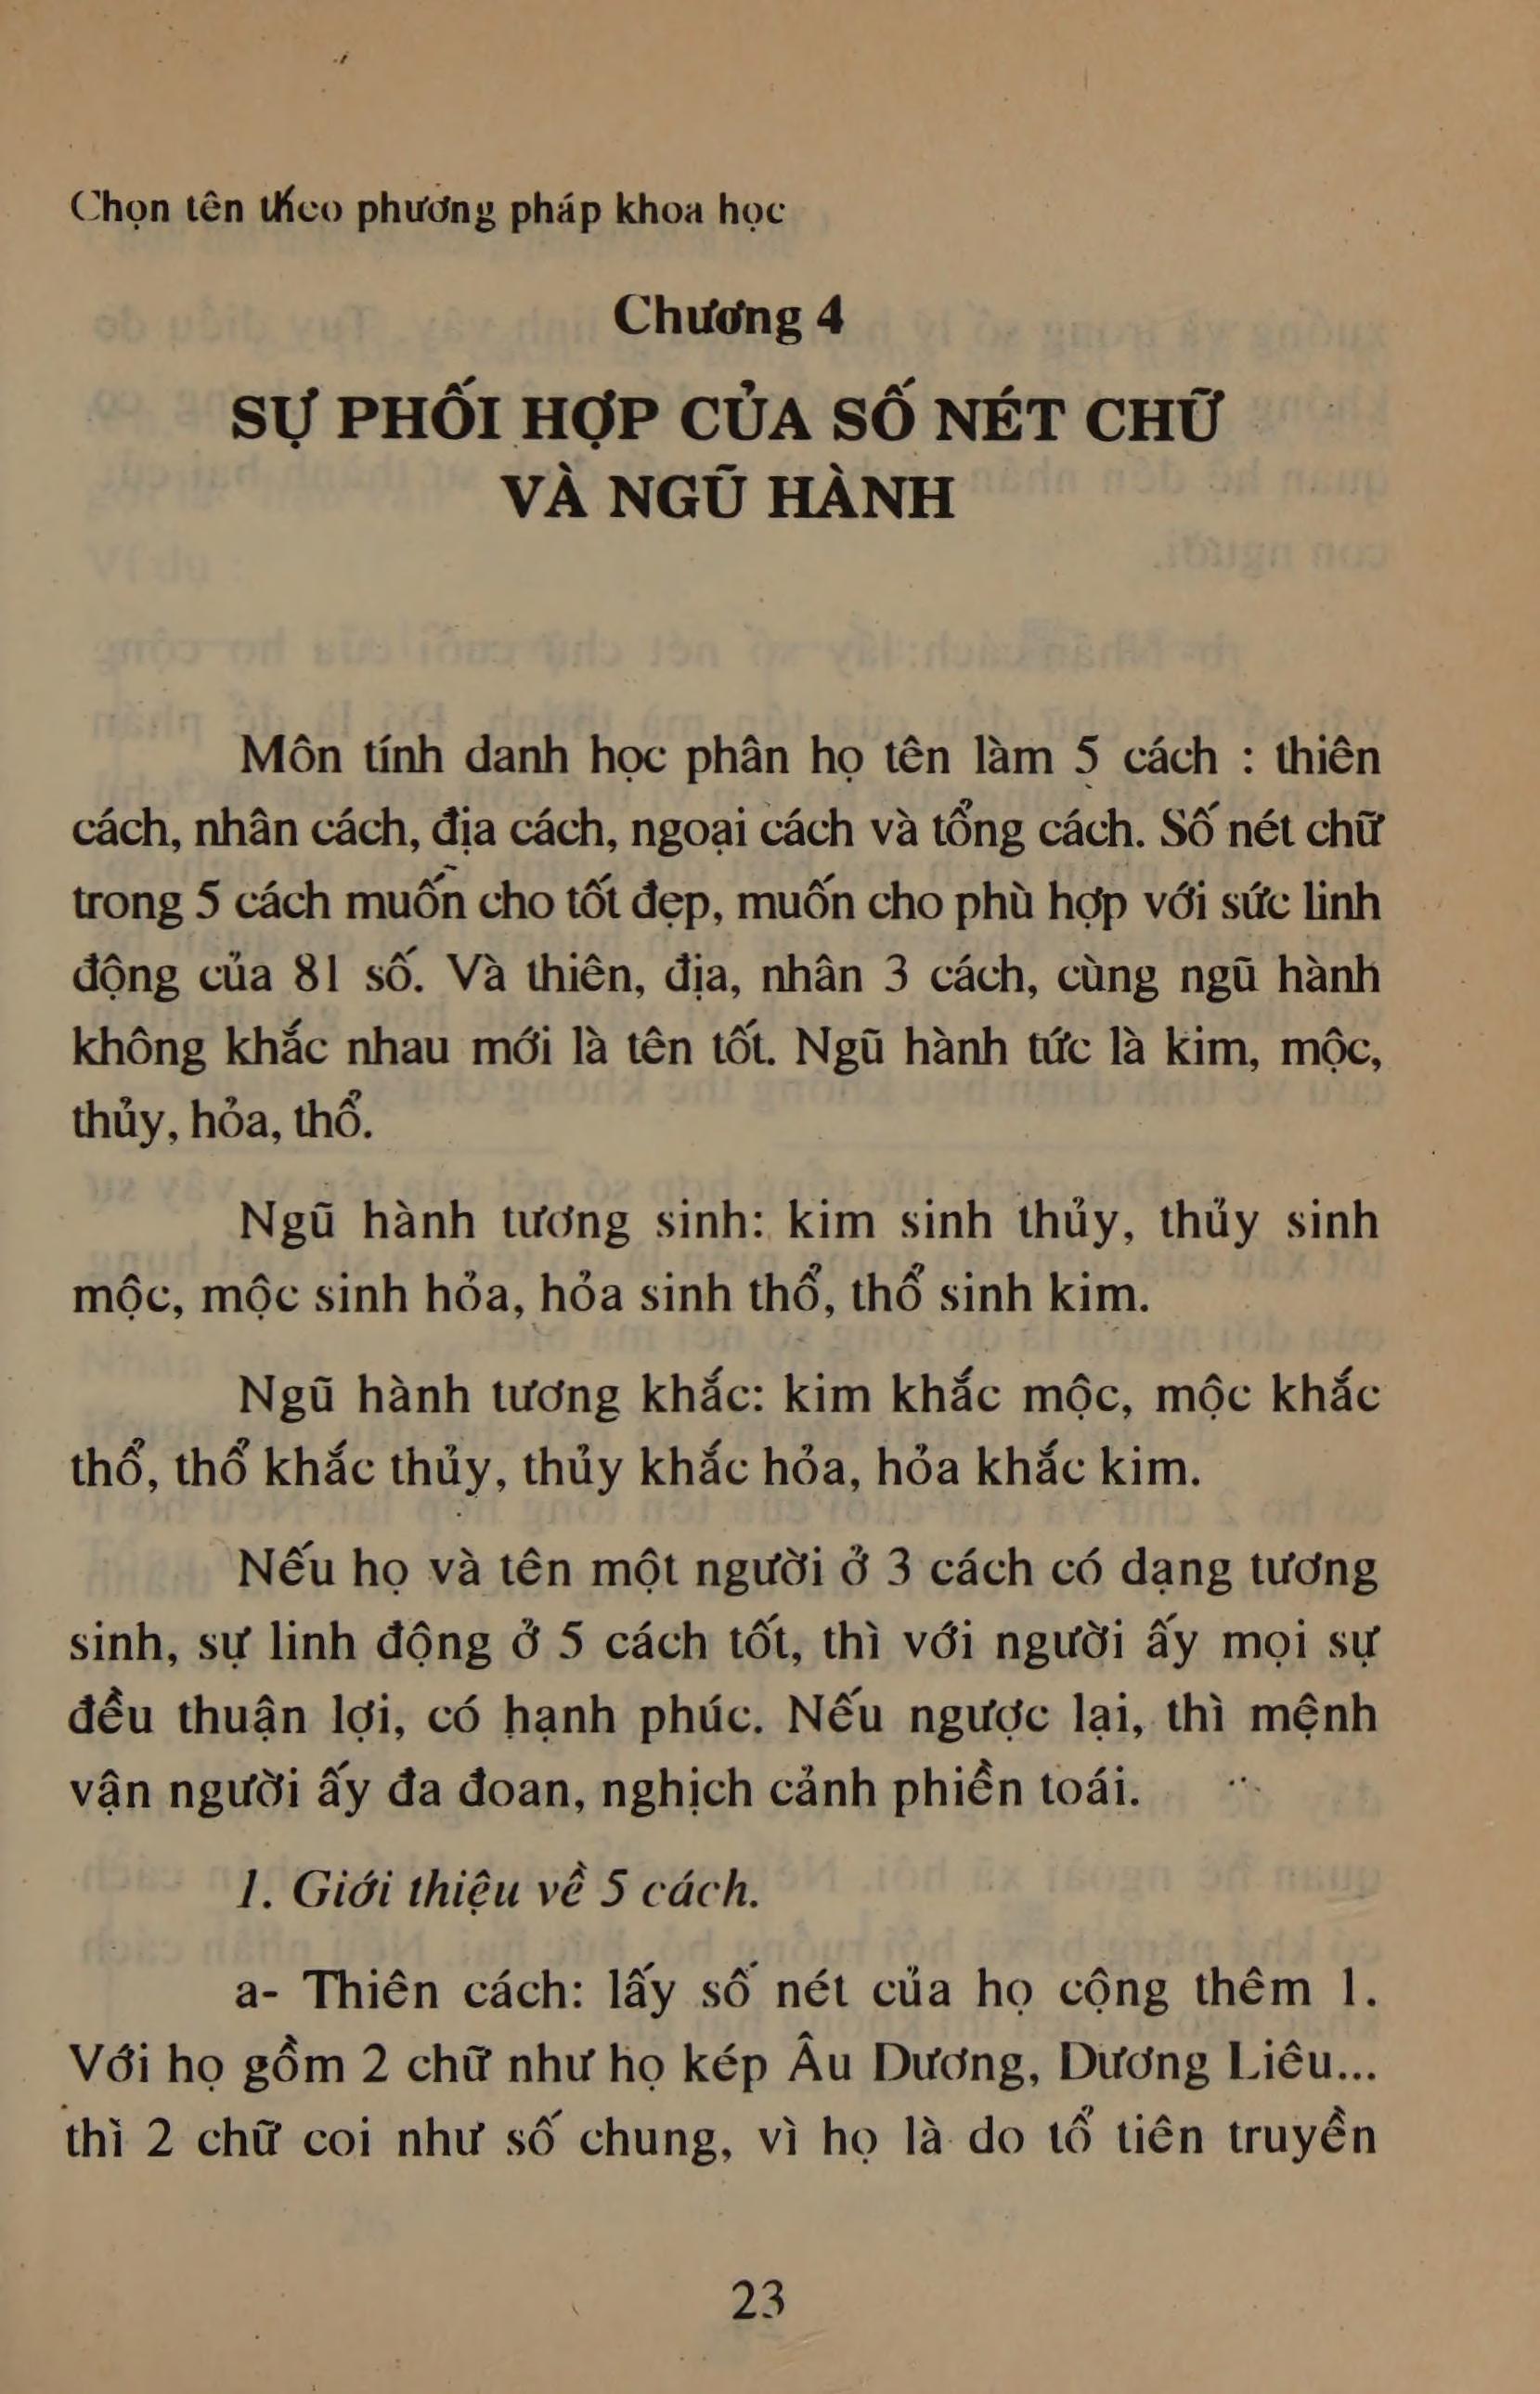 Chọn tên theo phương pháp khoa học
Chương 4
SỰ PHỐI HỢP CỦA SỐ NÉT CHỮ
VÀ NGŨ HÀNH
Môn tính danh học phân họ tên làm 5 cách : thiên
cách, nhân cách, địa cách, ngoại cách và tổng cách. Số nét chữ
trong 5 cách muốn cho tốt đẹp, muốn cho phù hợp với sức linh
động của 81 số. Và thiên, địa, nhân 3 cách, cùng ngũ hành
không khắc nhau mới là tên tốt. Ngũ hành tức là kim, mộc,
thủy, hỏa, thổ.
Ngũ hành tương sinh: kim sinh thủy, thủy sinh
mộc, mộc sinh hỏa, hỏa sinh thổ, thổ sinh kim.
Ngũ hành tương khắc: kim khắc mộc, mộc khắc
thổ, thổ khắc thủy, thủy khắc hỏa, hỏa khắc kim.
Nếu họ và tên một người ở 3 cách có dạng tương
sinh, sự linh động ở 5 cách tốt, thì với người ấy mọi sự
đều thuận lợi, có hạnh phúc. Nếu ngược lại, thì mệnh
vận người ấy đa đoan, nghịch cảnh phiền toái.
1. Giới thiệu về 5 cách.
a- Thiên cách: lấy số nét của họ cộng thêm 1.
Với họ gồm 2 chữ như họ kép Âu Dương, Dương Liêu...
thì 2 chữ coi như số chung, vì họ là do tổ tiên truyền
23